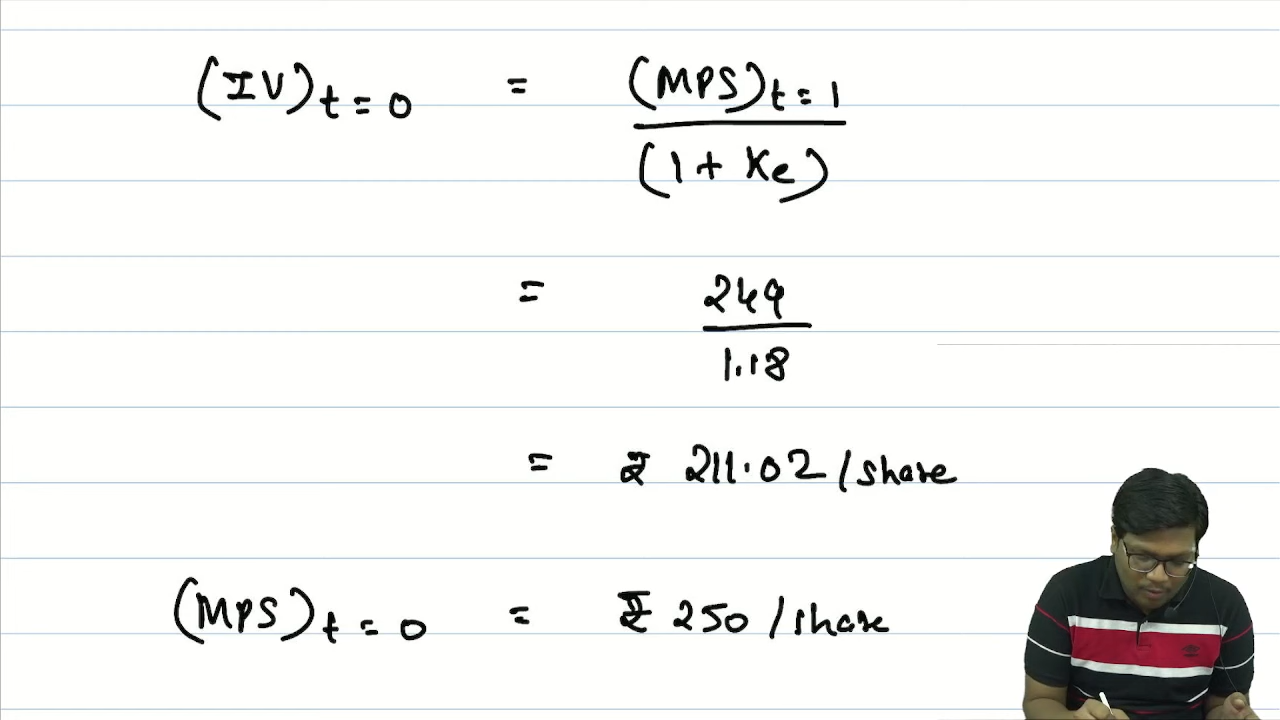 (IV)t=0 = (MPS)t=1
(1 + Ke)
= 249
1.18
= ₹ 211.02 / share
(MPS)t=0 = ₹ 250 / share